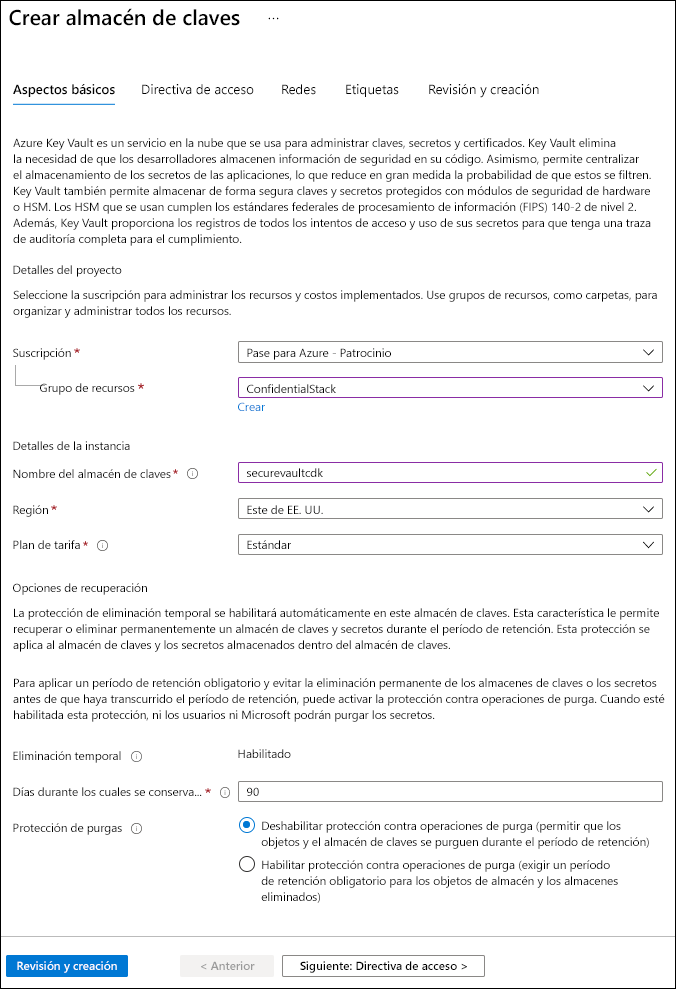 Crear almacén de claves ...
Aspectos básicos Directiva de acceso Redes Etiquetas Revisión y creación
Azure Key Vault es un servicio en la nube que se usa para administrar claves, secretos y certificados. Key Vault elimina
la necesidad de que los desarrolladores almacenen información de seguridad en su código. Asimismo, permite centralizar
el almacenamiento de los secretos de las aplicaciones, lo que reduce en gran medida la probabilidad de que estos se filtren.
Key Vault también permite almacenar de forma segura claves y secretos protegidos con módulos de seguridad de hardware
o HSM. Los HSM que se usan cumplen los estándares federales de procesamiento de información (FIPS) 140-2 de nivel 2.
Además, Key Vault proporciona los registros de todos los intentos de acceso y uso de sus secretos para que tenga una traza
de auditoría completa para el cumplimiento.
Detalles del proyecto
Seleccione la suscripción para administrar los recursos y costos implementados. Use grupos de recursos, como carpetas, para
organizar y administrar todos los recursos.
Suscripción * Pase para Azure - Patrocinio
Grupo de recursos * ConfidentialStack
Crear
Detalles de la instancia
Nombre del almacén de claves * securevaultcdk
Región * Este de EE. UU.
Plan de tarifa * Estándar
Opciones de recuperación
La protección de eliminación temporal se habilitará automáticamente en este almacén de claves. Esta característica le permite
recuperar o eliminar permanentemente un almacén de claves y secretos durante el período de retención. Esta protección se
aplica al almacén de claves y los secretos almacenados dentro del almacén de claves.
Para aplicar un período de retención obligatorio y evitar la eliminación permanente de los almacenes de claves o los secretos
antes de que haya transcurrido el período de retención, puede activar la protección contra operaciones de purga. Cuando esté
habilitada esta protección, ni los usuarios ni Microsoft podrán purgar los secretos.
Eliminación temporal Habilitado
Días durante los cuales se conserva... * 90
Protección de purgas Deshabilitar protección contra operaciones de purga (permitir que los
objetos y el almacén de claves se purguen durante el período de retención)
Habilitar protección contra operaciones de purga (exigir un período
de retención obligatorio para los objetos de almacén y los almacenes
eliminados)
Revisión y creación < Anterior Siguiente: Directiva de acceso >